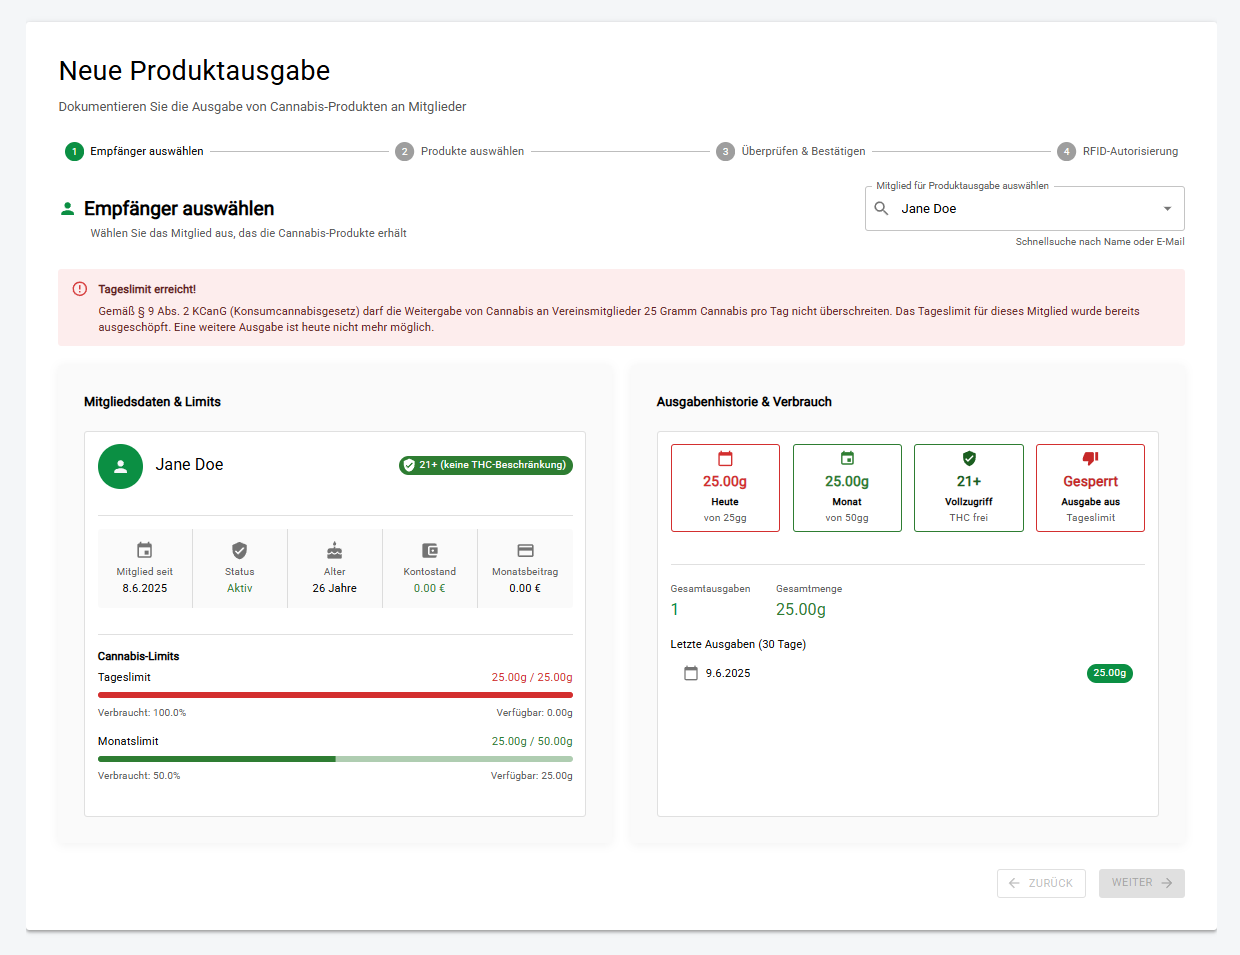 Neue Produktausgabe
Dokumentieren Sie die Ausgabe von Cannabis-Produkten an Mitglieder
1 Empfänger auswählen
2 Produkte auswählen
3 Überprüfen & Bestätigen
4 RFID-Autorisierung
Empfänger auswählen
Wählen Sie das Mitglied aus, das die Cannabis-Produkte erhält
Mitglied für Produktausgabe auswählen
Jane Doe
Schnellsuche nach Name oder E-Mail
Tageslimit erreicht!
Gemäß § 9 Abs. 2 KCanG (Konsumcannabisgesetz) darf die Weitergabe von Cannabis an Vereinsmitglieder 25 Gramm Cannabis pro Tag nicht überschreiten. Das Tageslimit für dieses Mitglied wurde bereits
ausgeschöpft. Eine weitere Ausgabe ist heute nicht mehr möglich.
Mitgliedsdaten & Limits
Jane Doe
21+ (keine THC-Beschränkung)
Mitglied seit
8.6.2025
Status
Aktiv
Alter
26 Jahre
Kontostand
0.00 €
Monatsbeitrag
0.00 €
Cannabis-Limits
Tageslimit 25.00g / 25.00g
Verbraucht: 100.0% Verfügbar: 0.00g
Monatslimit 25.00g / 50.00g
Verbraucht: 50.0% Verfügbar: 25.00g
Ausgabenhistorie & Verbrauch
25.00g
Heute
von 25gg
25.00g
Monat
von 50gg
21+
Vollzugriff
THC frei
Gesperrt
Ausgabe aus
Tageslimit
Gesamtausgaben
1
Gesamtmenge
25.00g
Letzte Ausgaben (30 Tage)
9.6.2025 25.00g
ZURÜCK
WEITER